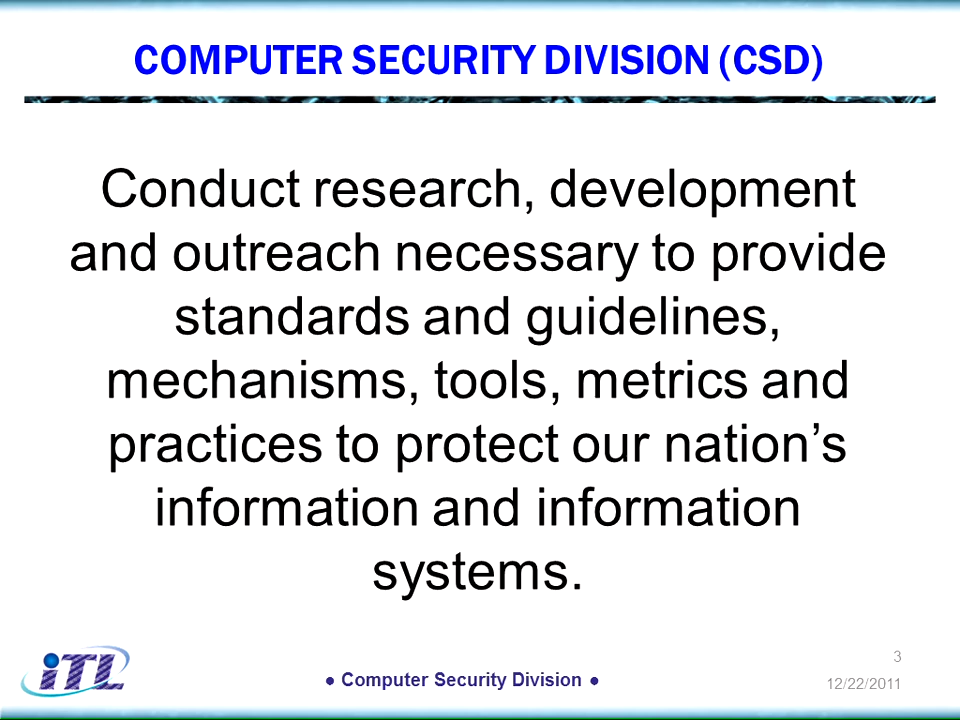 COMPUTER SECURITY DIVISION (CSD)
Conduct research, development
and outreach necessary to provide
standards and guidelines,
mechanisms, tools, metrics and
practices to protect our nation’s
information and information
systems.
iTL
● Computer Security Division ●
3
12/22/2011